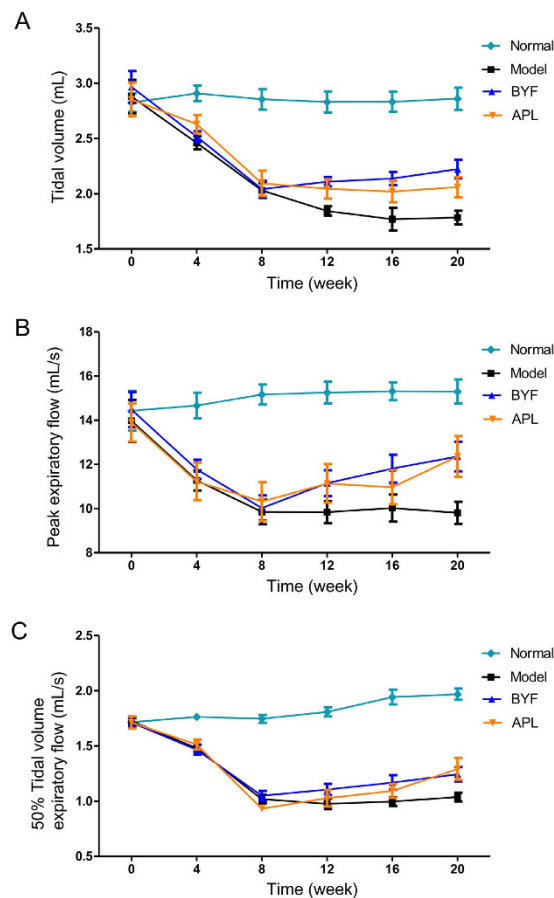 A
Tidal volume (mL)
3.5
3.0
2.5
2.0
1.5
0 4 8 12 16 20
Time (week)
Normal
Model
BYF
APL
B
Peak expiratory flow (mL/s)
18
16
14
12
10
8
0 4 8 12 16 20
Time (week)
Normal
Model
BYF
APL
C
50% Tidal volume
expiratory flow (mL/s)
2.5
2.0
1.5
1.0
0.5
0 4 8 12 16 20
Time (week)
Normal
Model
BYF
APL